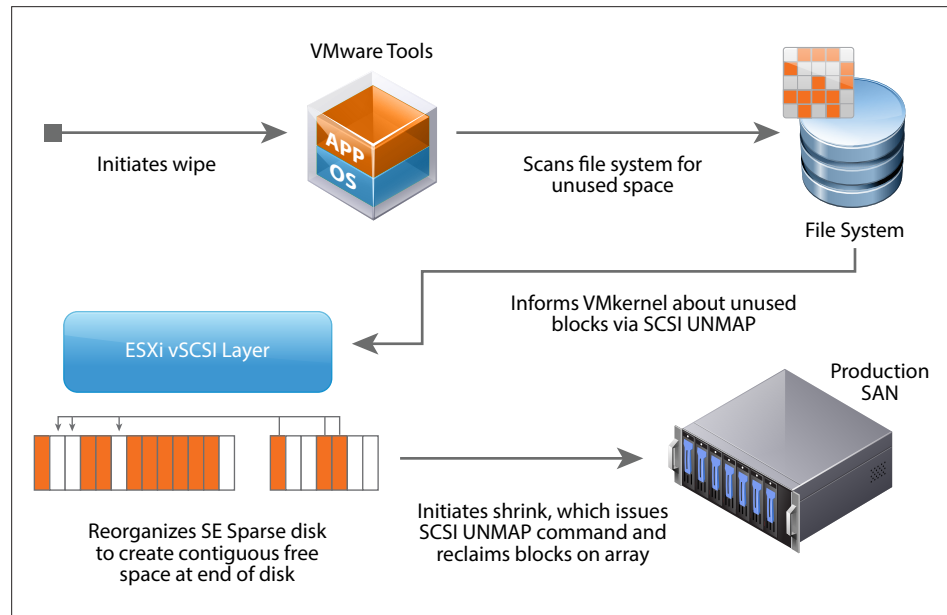 VMware Tools
APP
OS
Initiates wipe
Scans file system for
unused space
File System
Informs VMkernel about unused
blocks via SCSI UNMAP
ESXi vSCSI Layer
Production
SAN
Reorganizes SE Sparse disk
to create contiguous free
space at end of disk
Initiates shrink, which issues
SCSI UNMAP command and
reclaims blocks on array